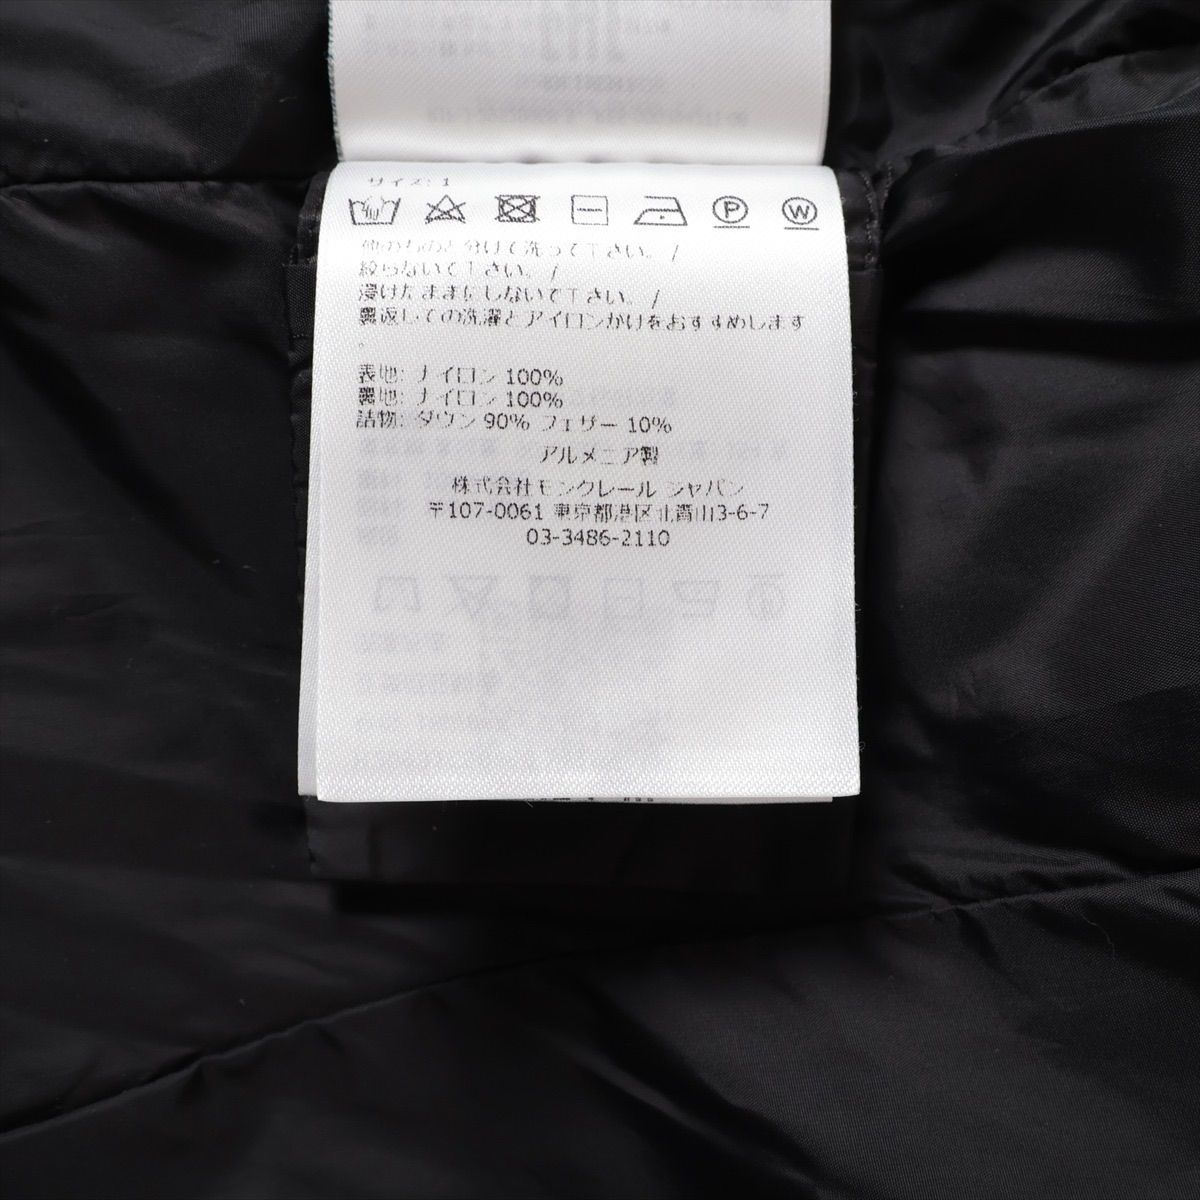 サイズ: 1
P W
他のものと分けて洗って下さい。/
絞らないで下さい。/
浸けたままにしないで下さい。/
裏返しての洗濯とアイロンがけをおすすめします
。
表地: ナイロン 100%
裏地: ナイロン 100%
詰物: ダウン 90% フェザー 10%
アルメニア製
株式会社モンクレール ジャパン
〒107-0061 東京都港区北青山3-6-7
03-3486-2110